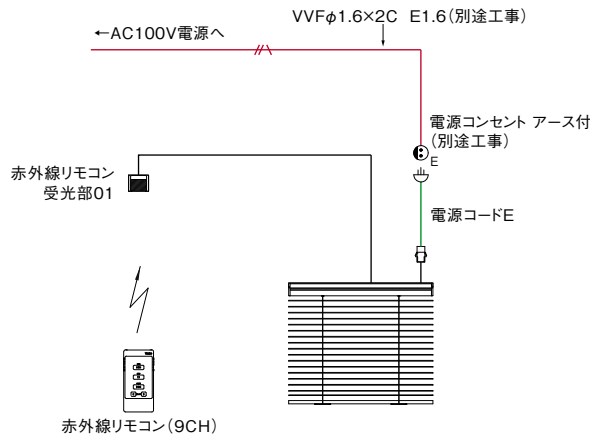 VVFφ1.6×2C E1.6(別途工事)
←AC100V電源へ
電源コンセント アース付
(別途工事)
E
赤外線リモコン
受光部01
電源コードE
赤外線リモコン(9CH)